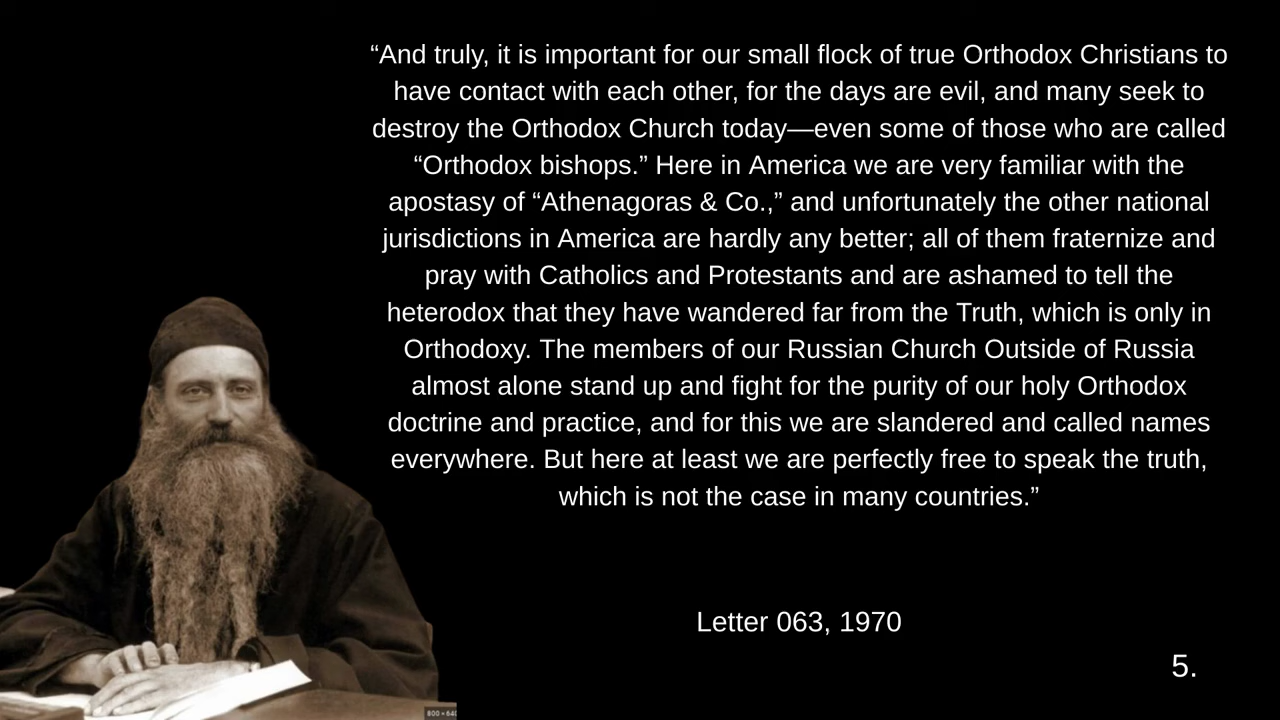 “And truly, it is important for our small flock of true Orthodox Christians to
have contact with each other, for the days are evil, and many seek to
destroy the Orthodox Church today—even some of those who are called
“Orthodox bishops.” Here in America we are very familiar with the
apostasy of “Athenagoras & Co.,” and unfortunately the other national
jurisdictions in America are hardly any better; all of them fraternize and
pray with Catholics and Protestants and are ashamed to tell the
heterodox that they have wandered far from the Truth, which is only in
Orthodoxy. The members of our Russian Church Outside of Russia
almost alone stand up and fight for the purity of our holy Orthodox
doctrine and practice, and for this we are slandered and called names
everywhere. But here at least we are perfectly free to speak the truth,
which is not the case in many countries.”
Letter 063, 1970
5.
800 × 640